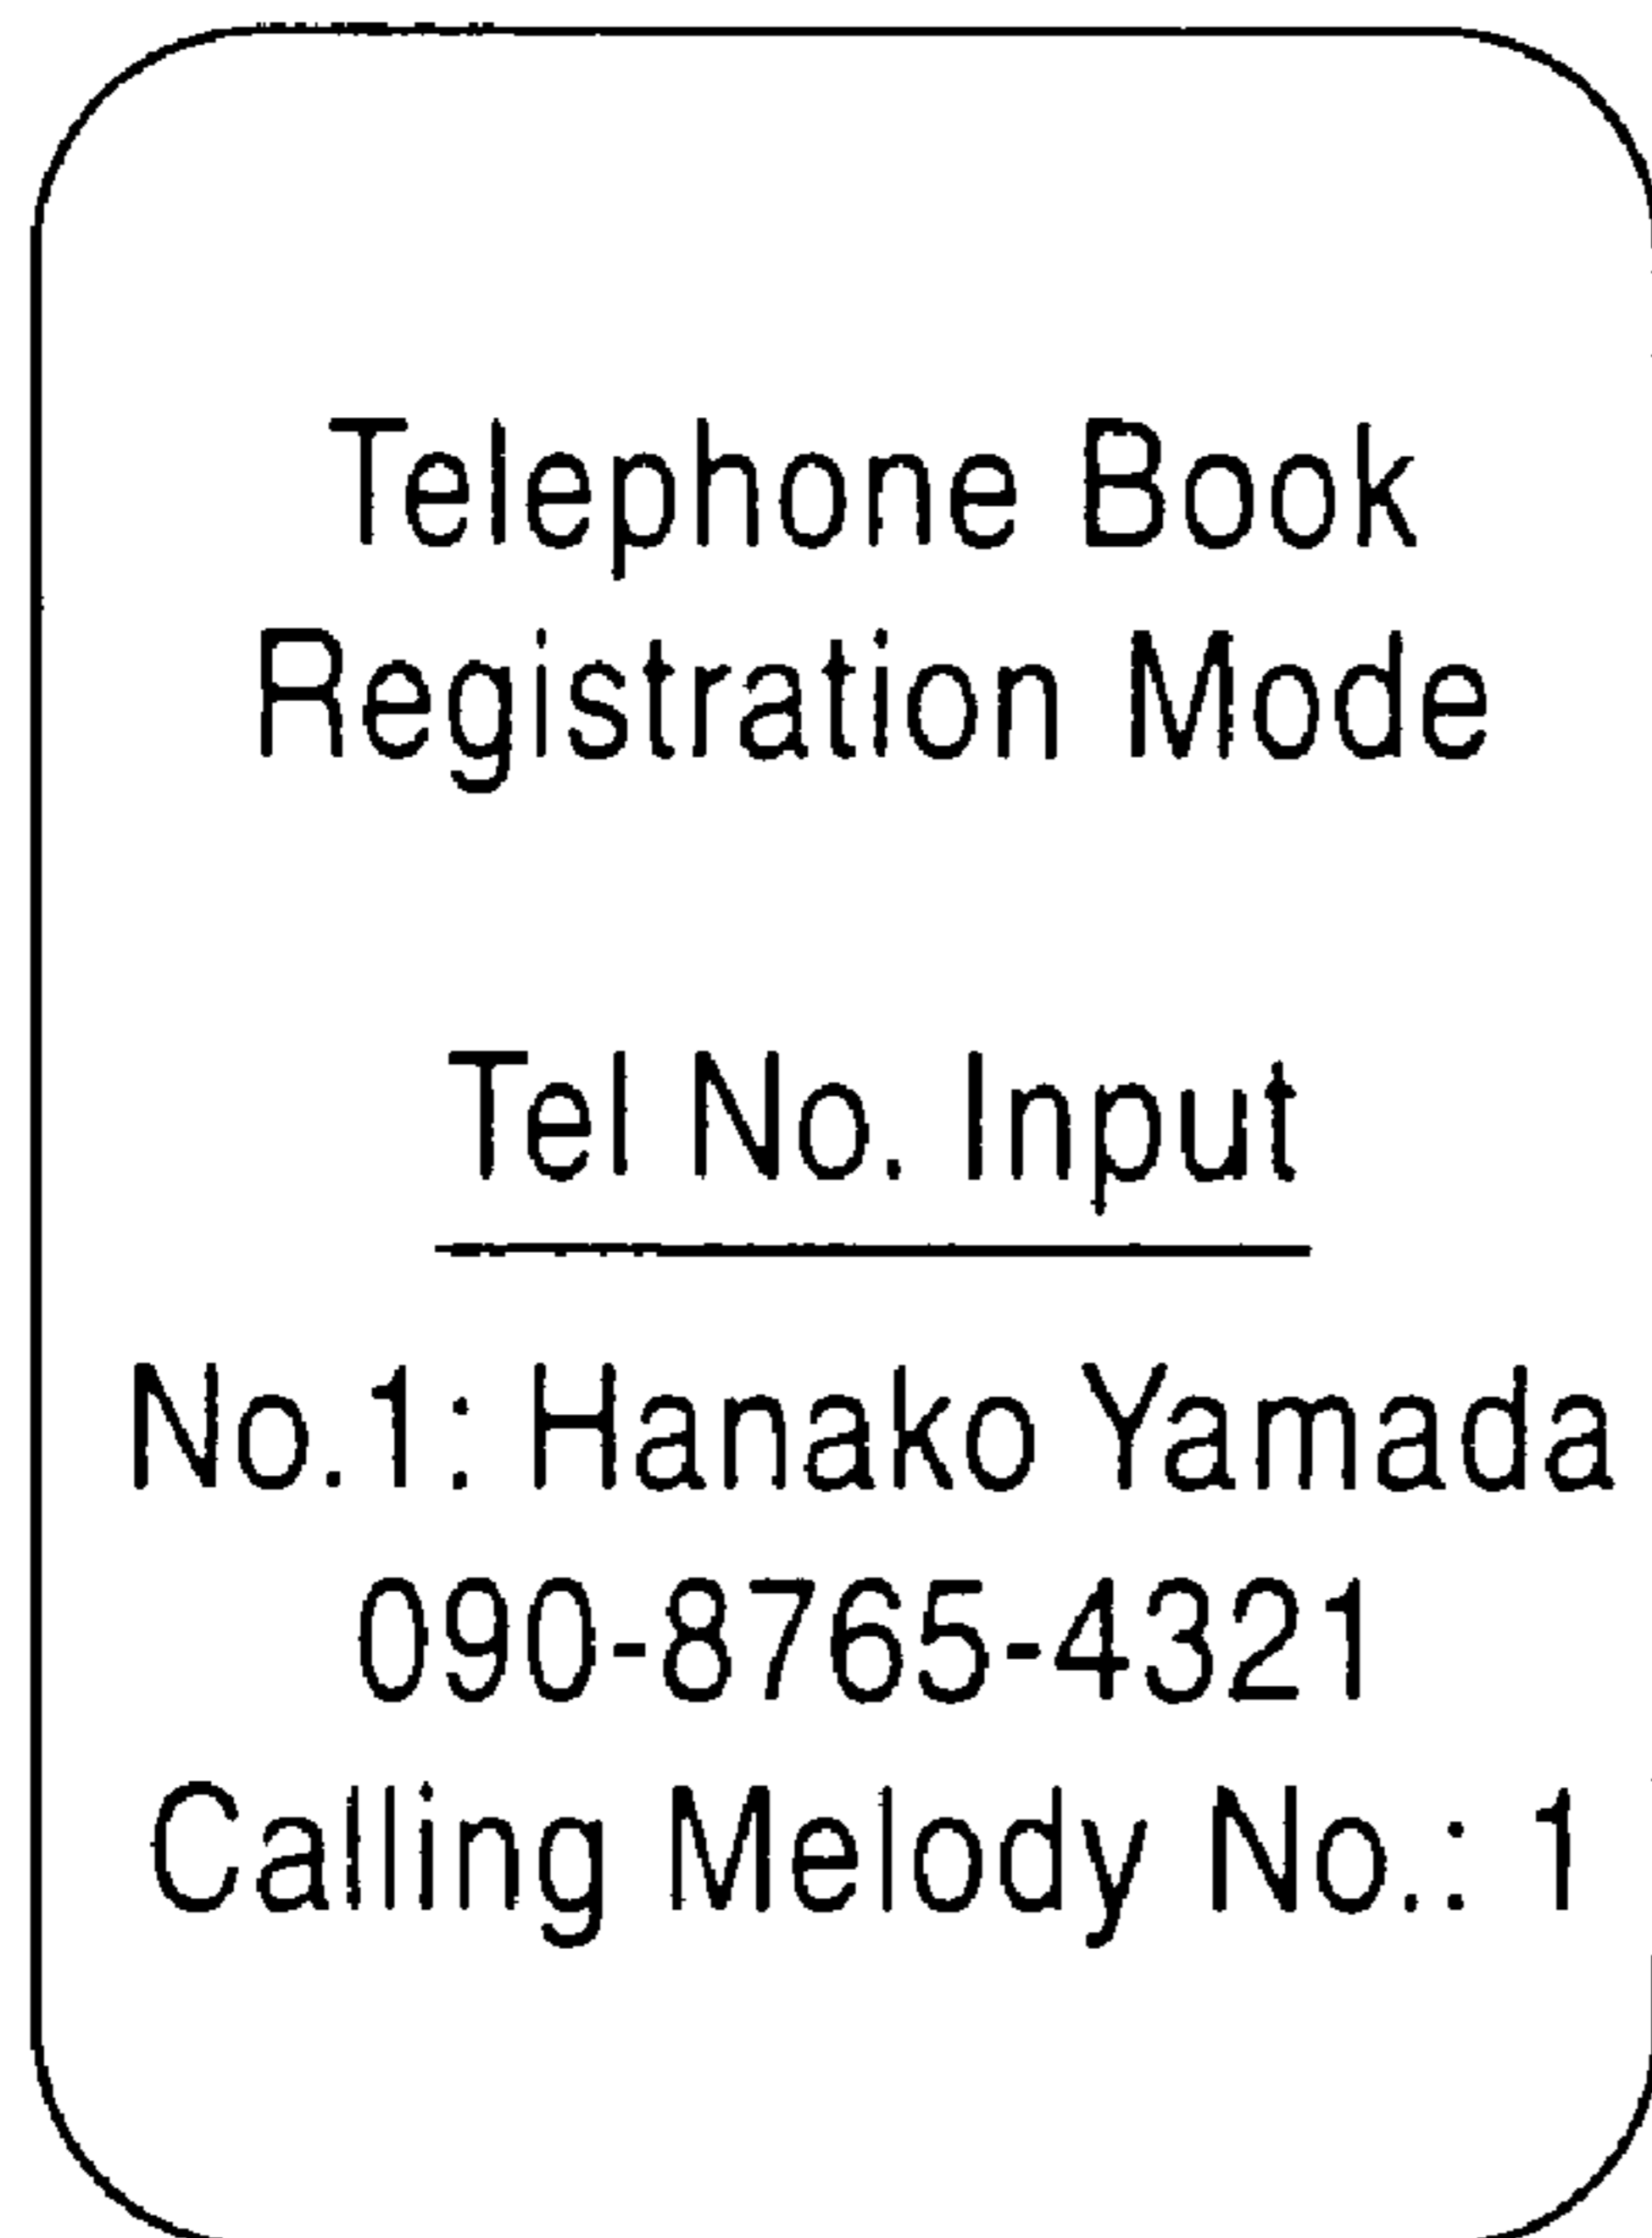 Telephone Book
Registration Mode
Tel No. Input
No.1: Hanako Yamada
090-8765-4321
Calling Melody No.: 1